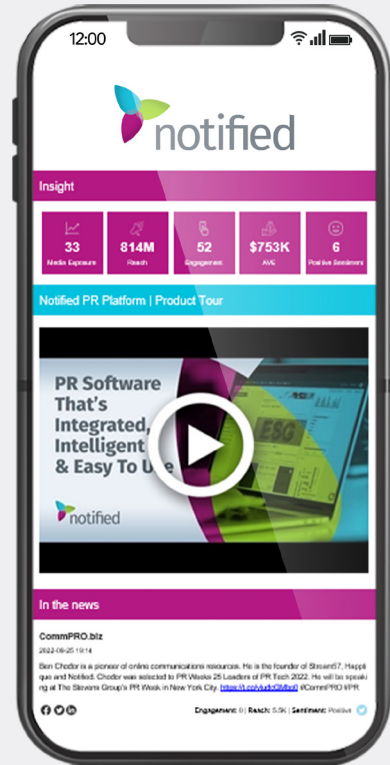 12:00
notified
Insight
33 814M 52 $753K 6
Media Exposure Reach Engagement AVE Positive Sentiment
Notified PR Platform | Product Tour
PR Software
That's
Integrated,
Intelligent
& Easy To Use
ESG
notified
In the news
CommPRO.biz
2022-08-25 19:14
Ben Chodor is a pioneer of online communications resources. He is the founder of Stream57, Happti
que and Notified. Chodor was selected to PR Weeks 25 Leaders of PR Tech 2022. He will be speaki
ng at The Stevens Group's PR Week in New York City. #CommPRO #PR
Engagement: 0 | Reach: 5.5K | Sentiment: Positive